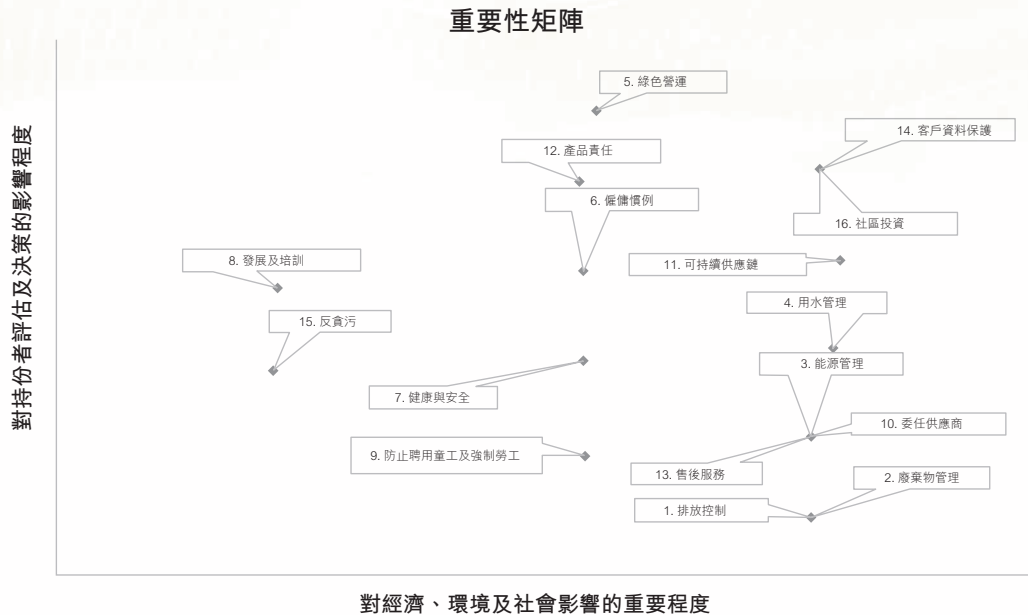 重要性矩陣
對持份者評估及決策的影響程度
5. 綠色營運
14. 客戶資料保護
12. 產品責任
6. 僱傭慣例
16. 社區投資
8. 發展及培訓
11. 可持續供應鏈
4. 用水管理
15. 反貪污
3. 能源管理
7. 健康與安全
10. 委任供應商
9. 防止聘用童工及強制勞工
13. 售後服務
2. 廢棄物管理
1. 排放控制
對經濟、環境及社會影響的重要程度